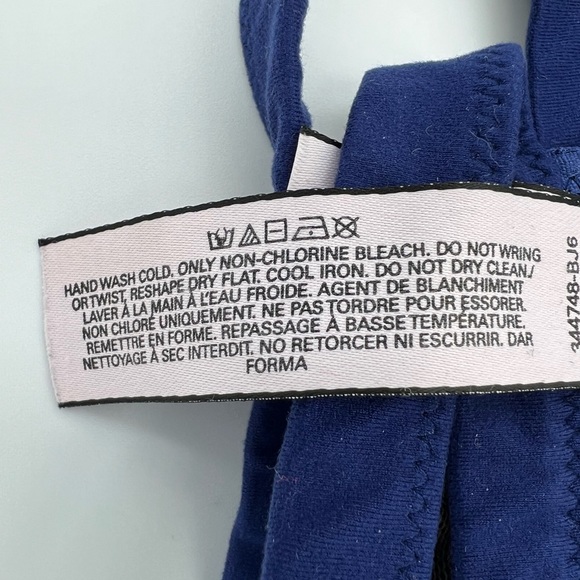 HAND WASH COLD. ONLY NON-CHLORINE BLEACH. DO NOT WRING
OR TWIST, RESHAPE DRY FLAT. COOL IRON. DO NOT DRY CLEAN/
LAVER À LA MAIN À L'EAU FROIDE. AGENT DE BLANCHIMENT
NON CHLORÉ UNIQUEMENT. NE PAS TORDRE POUR ESSORER.
REMETTRE EN FORME. REPASSAGE À BASSE TEMPÉRATURE.
NETTOYAGE À SEC INTERDIT. NO RETORCER NI ESCURRIR. DAR
FORMA
344748-BJ6